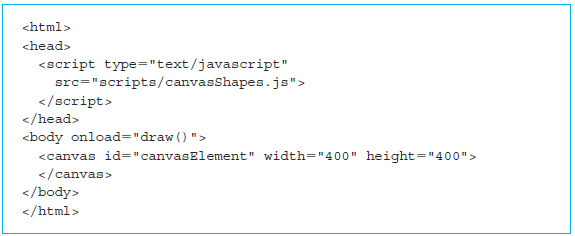 <html>
<head>
<script type="text/javascript"
src="scripts/canvasShapes.js">
</script>
</head>
<body onload="draw()">
<canvas id="canvasElement" width="400" height="400">
</canvas>
</body>
</html>